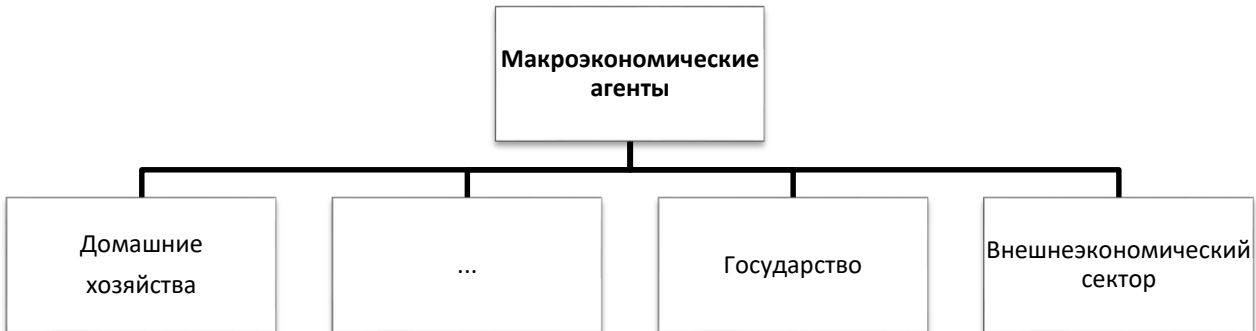 Макроэкономические
агенты
Домашние
хозяйства
...
Государство
Внешнеэкономический
сектор